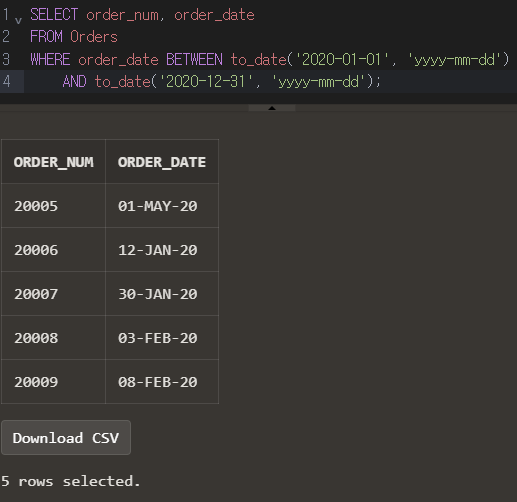 1 SELECT order_num, order_date
2 FROM Orders
3 WHERE order_date BETWEEN to_date('2020-01-01', 'yyyy-mm-dd')
4 AND to_date('2020-12-31', 'yyyy-mm-dd');
ORDER_NUM ORDER_DATE
20005 01-MAY-20
20006 12-JAN-20
20007 30-JAN-20
20008 03-FEB-20
20009 08-FEB-20
Download CSV
5 rows selected.